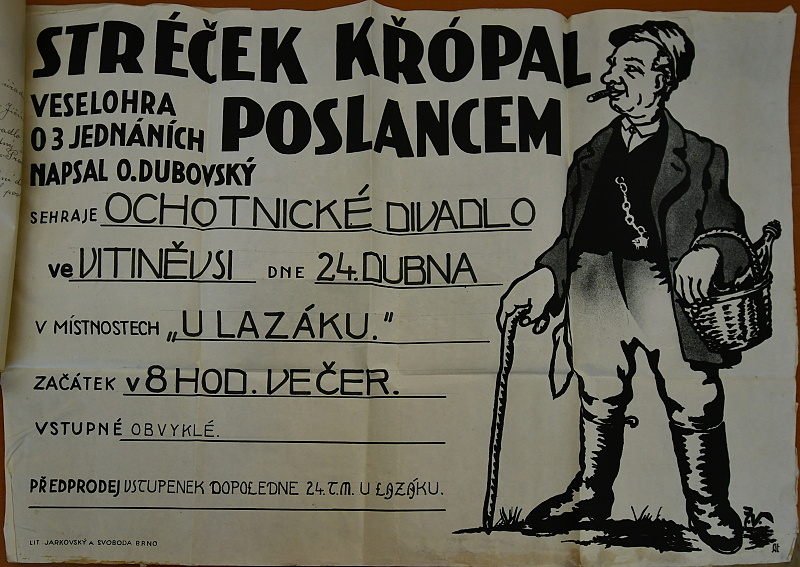 STRÉČEK KŘÓPAL
VESELOHRA
O 3 JEDNÁNÍCH
POSLANCEM
NAPSAL O. DUBOVSKÝ
SEHRAJE OCHOTNICKÉ DIVADLO
ve VITINĚVSI DNE 24. DUBNA
V MÍSTNOSTECH „U LAZÁKU."
ZAČÁTEK v 8 HOD. VEČER.
VSTUPNÉ OBVYKLÉ.
PŘEDPRODEJ VSTUPENEK DOPOLEDNE 24. T.M. U LAZÁKU.
LIT JARKOVSKÝ A SVOBODA BRNO